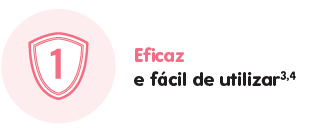 1
Eficaz
e fácil de utilizar³,⁴